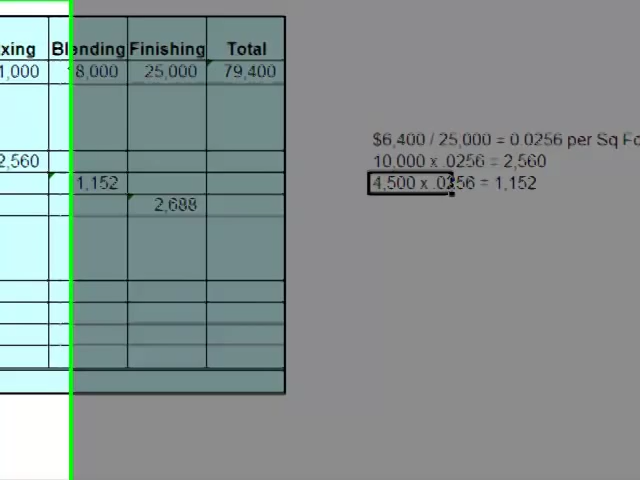 xing Blending Finishing Total
1,000 18,000 25,000 79,400
2,560
1,152
2,688
$6,400 / 25,000 = 0.0256 per Sq Fo
10,000 x .0256 = 2,560
4,500 x .0256 = 1,152